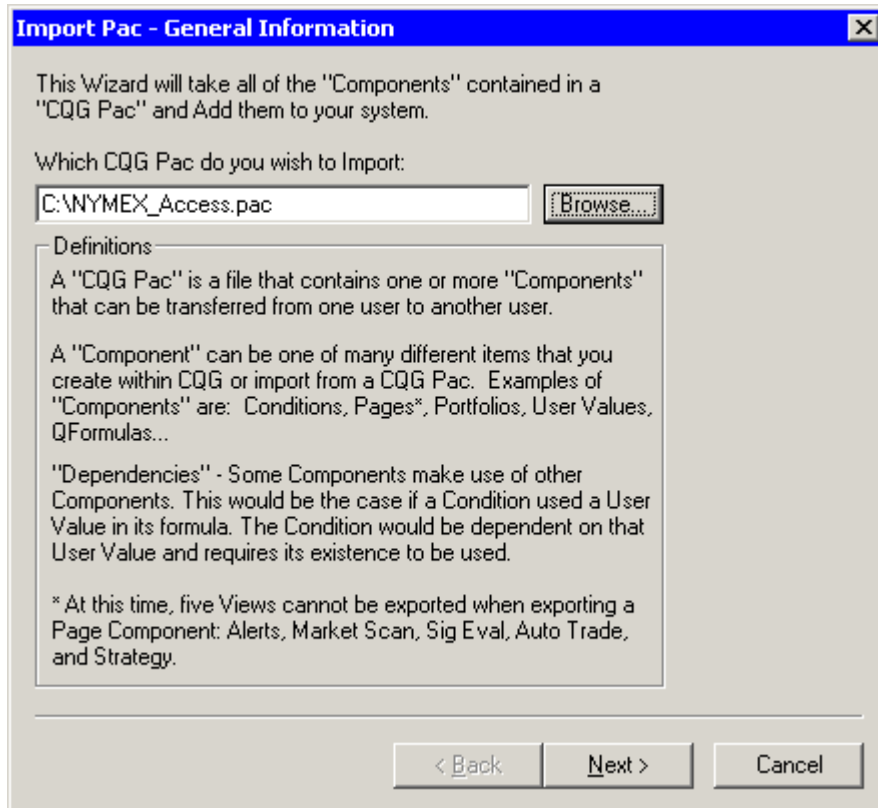 Import Pac - General Information
This Wizard will take all of the "Components" contained in a
"CQG Pac" and Add them to your system.
Which CQG Pac do you wish to Import:
C:\NYMEX_Access.pac
Browse...
Definitions
A "CQG Pac" is a file that contains one or more "Components"
that can be transferred from one user to another user.
A "Component" can be one of many different items that you
create within CQG or import from a CQG Pac.  Examples of
"Components" are:  Conditions, Pages*, Portfolios, User Values,
QFormulas...
"Dependencies" - Some Components make use of other
Components. This would be the case if a Condition used a User
Value in its formula. The Condition would be dependent on that
User Value and requires its existence to be used.
* At this time, five Views cannot be exported when exporting a
Page Component: Alerts, Market Scan, Sig Eval, Auto Trade,
and Strategy.
< Back
Next >
Cancel